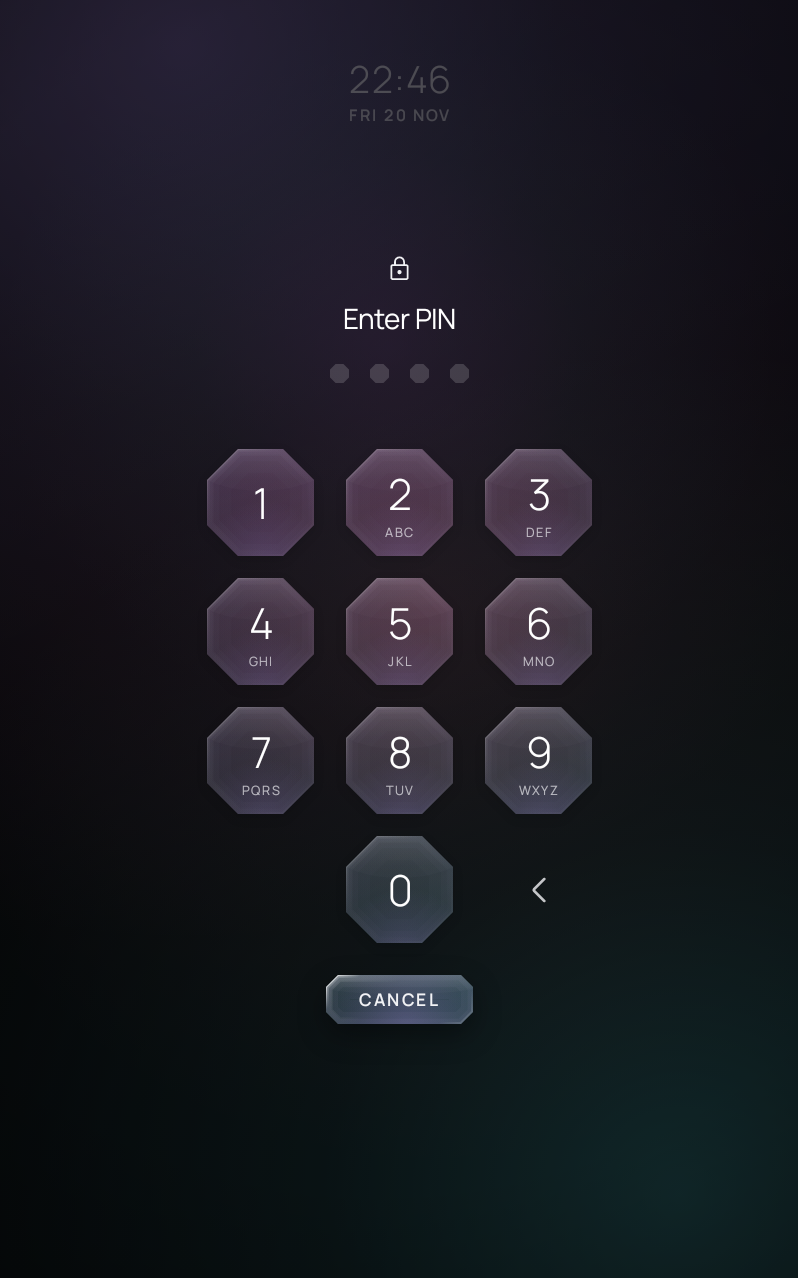 22:46
FRI 20 NOV
Enter PIN
1
2
ABC
3
DEF
4
GHI
5
JKL
6
MNO
7
PQRS
8
TUV
9
WXYZ
0
CANCEL